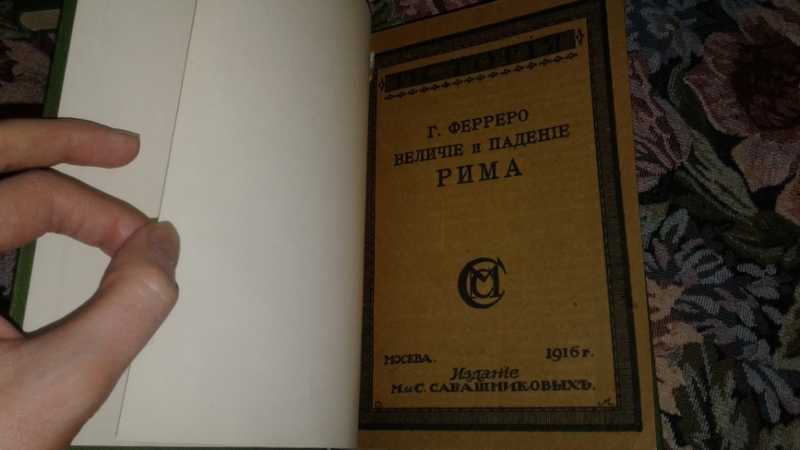 Г. ФЕРРЕРО
ВЕЛИЧІЕ и ПАДЕНІЕ
РИМА
МОСКВА. 1916 г.
Изданіе
М. и С. САБАШНИКОВЫХЪ.